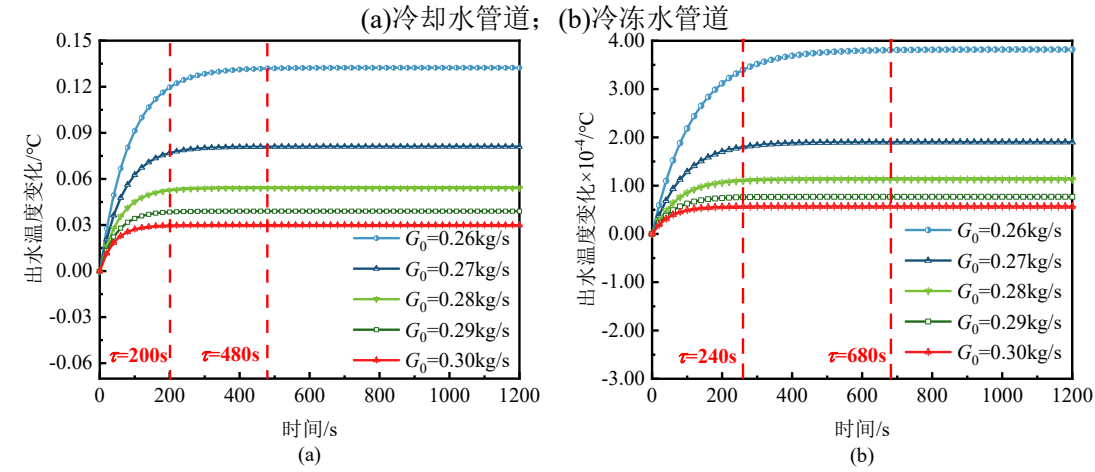 (a)冷却水管道；(b)冷冻水管道
出水温度变化/°C
0.15
0.12
0.09
0.06
0.03
0.00
-0.03
-0.06
τ=200s
τ=480s
G₀=0.26kg/s
G₀=0.27kg/s
G₀=0.28kg/s
G₀=0.29kg/s
G₀=0.30kg/s
0 200 400 600 800 1000 1200
时间/s
(a)
出水温度变化×10⁻⁴/°C
4.00
3.00
2.00
1.00
0.00
-1.00
-2.00
-3.00
τ=240s
τ=680s
G₀=0.26kg/s
G₀=0.27kg/s
G₀=0.28kg/s
G₀=0.29kg/s
G₀=0.30kg/s
0 200 400 600 800 1000 1200
时间/s
(b)